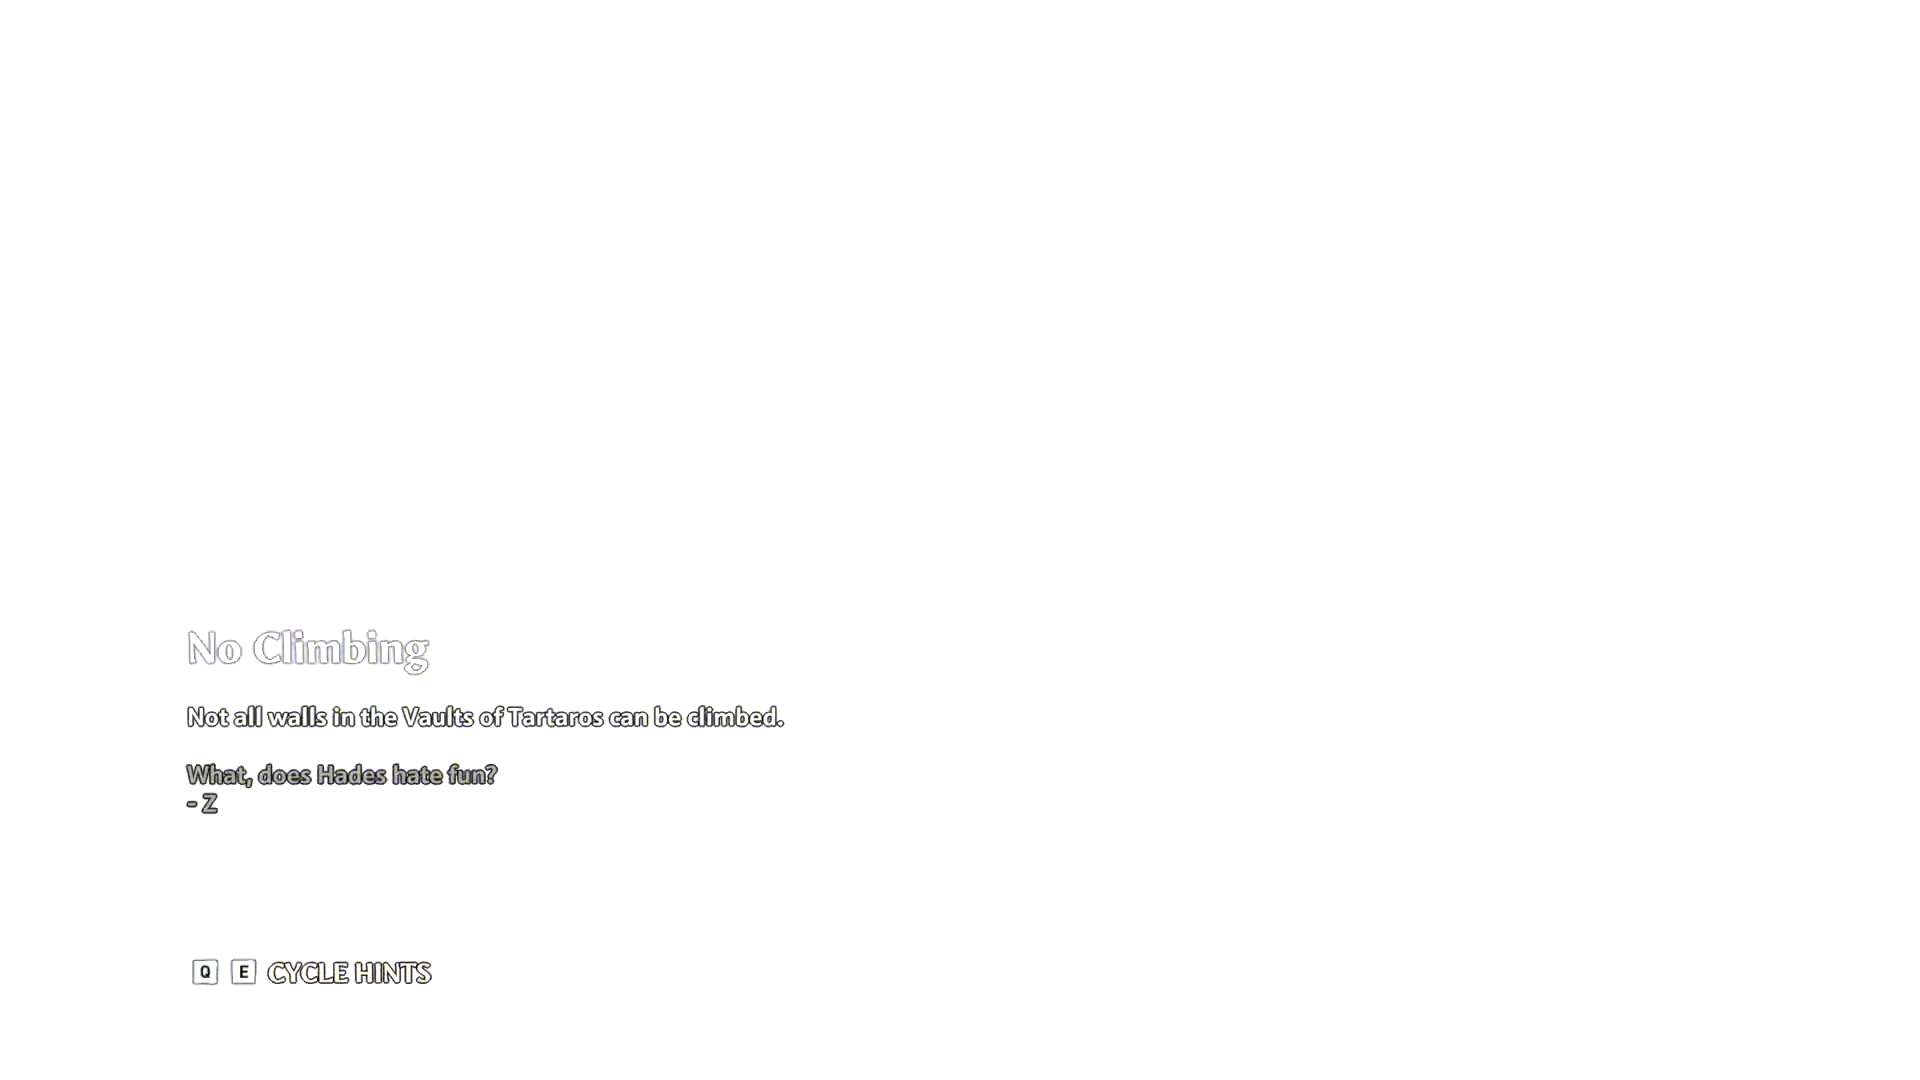 No Climbing
Not all walls in the Vaults of Tartaros can be climbed.
What, does Hades hate fun?
- Z
Q E CYCLE HINTS